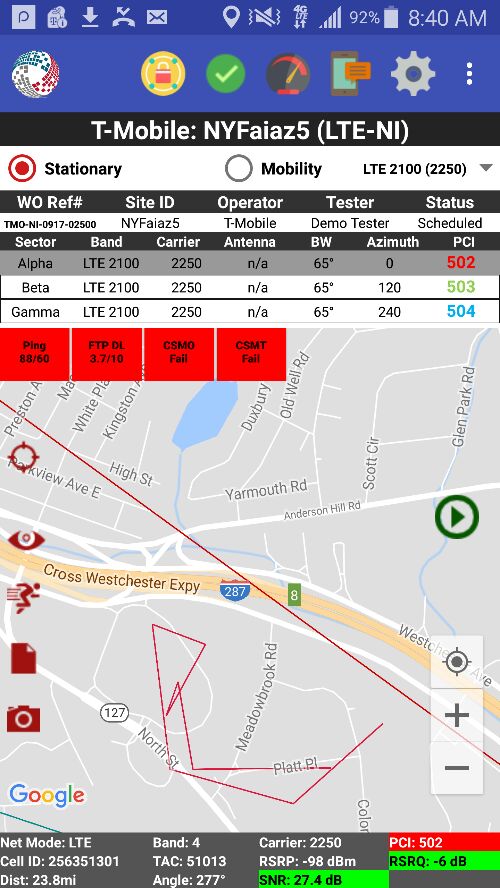 4G
LTE
92%
8:40 AM
T-Mobile: NYFaiaz5 (LTE-NI)
Stationary Mobility LTE 2100 (2250)
WO Ref# Site ID Operator Tester Status
TMO-NI-0917-02500 NYFaiaz5 T-Mobile Demo Tester Scheduled
Sector Band Carrier Antenna BW Azimuth PCI
Alpha LTE 2100 2250 n/a 65° 0 502
Beta LTE 2100 2250 n/a 65° 120 503
Gamma LTE 2100 2250 n/a 65° 240 504
Ping FTP DL CSMO CSMT
88/60 3.7/10 Fail Fail
Preston A
Ma
White Pla
Kingston Av
Duxbury
Old Well Rd
Glen Park Rd
Scott Cir
High St
Parkview Ave E
Yarmouth Rd
Anderson Hill Rd
Cross Westchester Expy
287
8
Westche
Ave
Meadowbrook Rd
127
North St
Platt Pl
Color
Google
Net Mode: LTE Band: 4 Carrier: 2250 PCI: 502
Cell ID: 256351301 TAC: 51013 RSRP: -98 dBm RSRQ: -6 dB
Dist: 23.8mi Angle: 277° SNR: 27.4 dB